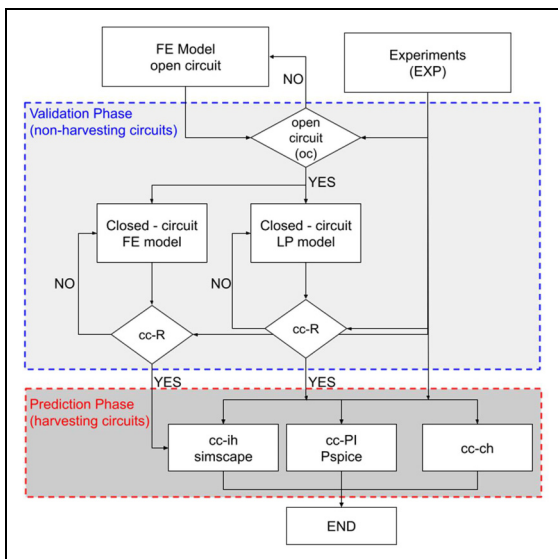 FE Model
open circuit
Experiments
(EXP)
NO
Validation Phase
(non-harvesting circuits)
open
circuit
(oc)
YES
Closed - circuit
FE model
Closed - circuit
LP model
NO
NO
cc-R
cc-R
YES
YES
Prediction Phase
(harvesting circuits)
cc-ih
simscape
cc-PI
Pspice
cc-ch
END